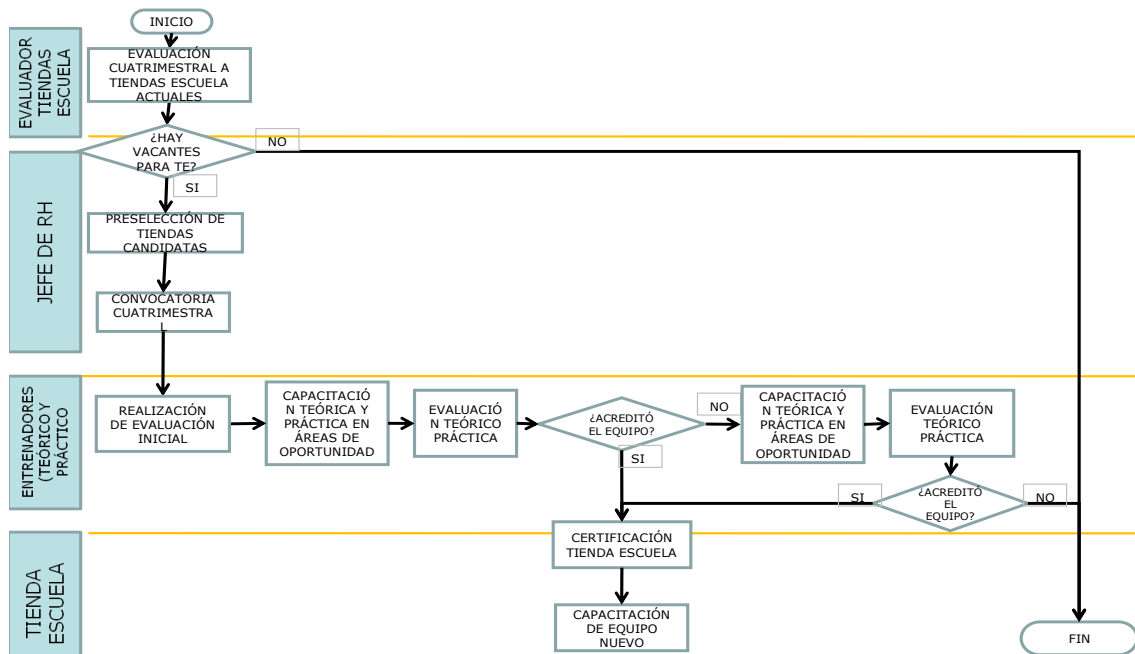 INICIO
EVALUADOR
TIENDAS
ESCUELA
EVALUACIÓN
CUATRIMESTRAL A
TIENDAS ESCUELA
ACTUALES
¿HAY
VACANTES
PARA TE?
NO
SI
JEFE DE RH
PRESELECCIÓN DE
TIENDAS
CANDIDATAS
CONVOCATORIA
CUATRIMESTRA
L
ENTRENADORES
(TEÓRICO Y
PRÁCTICO
REALIZACIÓN
DE EVALUACIÓN
INICIAL
CAPACITACIÓ
N TEÓRICA Y
PRÁCTICA EN
ÁREAS DE
OPORTUNIDAD
EVALUACIÓ
N TEÓRICO
PRÁCTICA
¿ACREDITÓ
EL EQUIPO?
NO
SI
CAPACITACIÓ
N TEÓRICA Y
PRÁCTICA EN
ÁREAS DE
OPORTUNIDAD
EVALUACIÓN
TEÓRICO
PRÁCTICA
SI
¿ACREDITÓ
EL
EQUIPO?
NO
TIENDA
ESCUELA
CERTIFICACIÓN
TIENDA ESCUELA
CAPACITACIÓN
DE EQUIPO
NUEVO
FIN